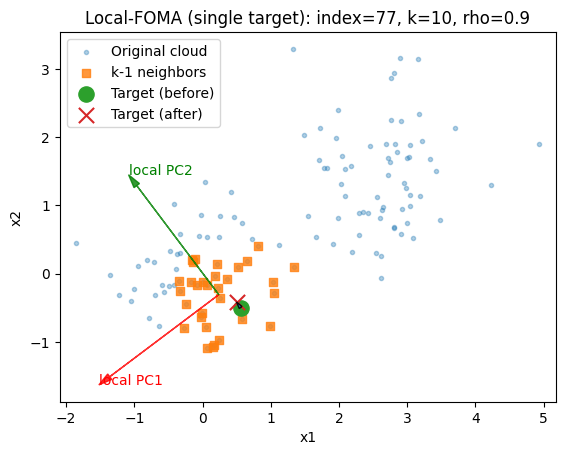 Local-FOMA (single target): index=77, k=10, rho=0.9
Original cloud
k-1 neighbors
Target (before)
Target (after)
local PC2
local PC1
3
2
1
0
−1
x2
−2
−1
0
1
2
3
4
5
x1